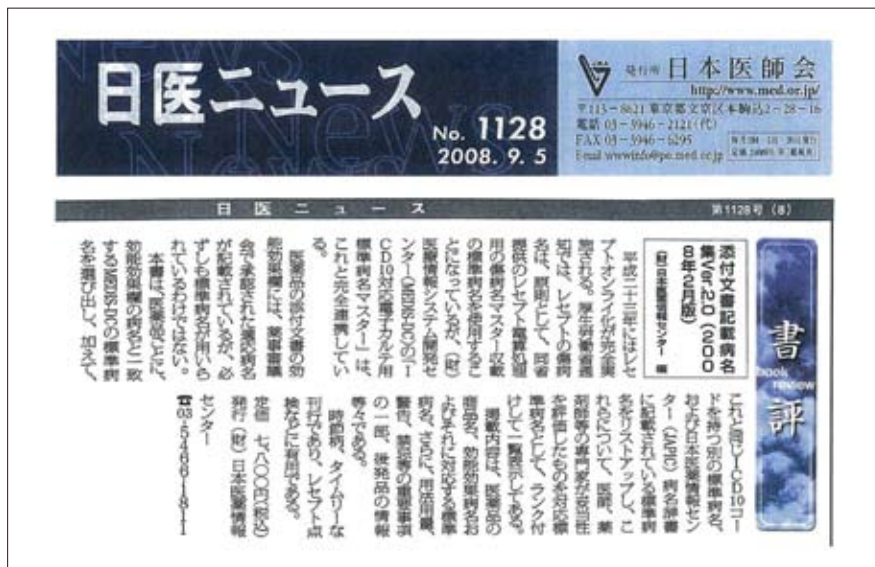 日医ニュース
No. 1128
2008. 9. 5
発行所 日本医師会
http://www.med.or.jp/
〒113-8621 東京都文京区本駒込2-28-16
電話 03-3946-2121(代)
FAX 03-3946-6295
E-mail wwwinfo@po.med.or.jp
日医ニュース
第1128号 (8)
書評
book review
添付文書記載病名
集Ver.2.0(200
8年2月版)
(財)日本医薬情報センター 編
平成二十三年にはレセ
プトオンライン化が完全実
施される。厚生労働省通
知では、レセプトの傷病
名は、原則として、同省
提供のレセプト電算処理
用の傷病名マスター収載
の標準病名を使用するこ
とになっているが、(財)
医療情報システム開発セ
ンター(MEDIS-DC)の「I
CD10対応電子カルテ用
標準病名マスター」は、
これと完全連携してい
る。
医薬品の添付文書の効
能効果欄には、薬事審議
会で承認された適応病名
が記載されているが、必
ずしも標準病名が用いら
れているわけではない。
本書は、医薬品ごとに、
効能効果欄の病名と一致
するMEDIS-DCの標準病
名を選び出し、加えて、
これと同じICD10コー
ドを持つ別の標準病名、
および日本医薬情報セン
ター(JAPIC)病名辞書
に記載されている標準病
名をリストアップし、こ
れらについて、医師、薬
剤師等の専門家が妥当性
を評価したものを対応標
準病名として、ランク付
けして一覧表示してある。
掲載内容は、医薬品の
商品名、効能効果病名お
よびそれに対応する標準
病名、さらに、用法用量、
警告、禁忌等の重要事項
の一部、後発品の情報
等々である。
時節柄、タイムリーな
刊行であり、レセプト点
検などに有用である。
定価 七、八〇〇円(税込)
発行 (財)日本医薬情報
センター
☎03-5466-1811